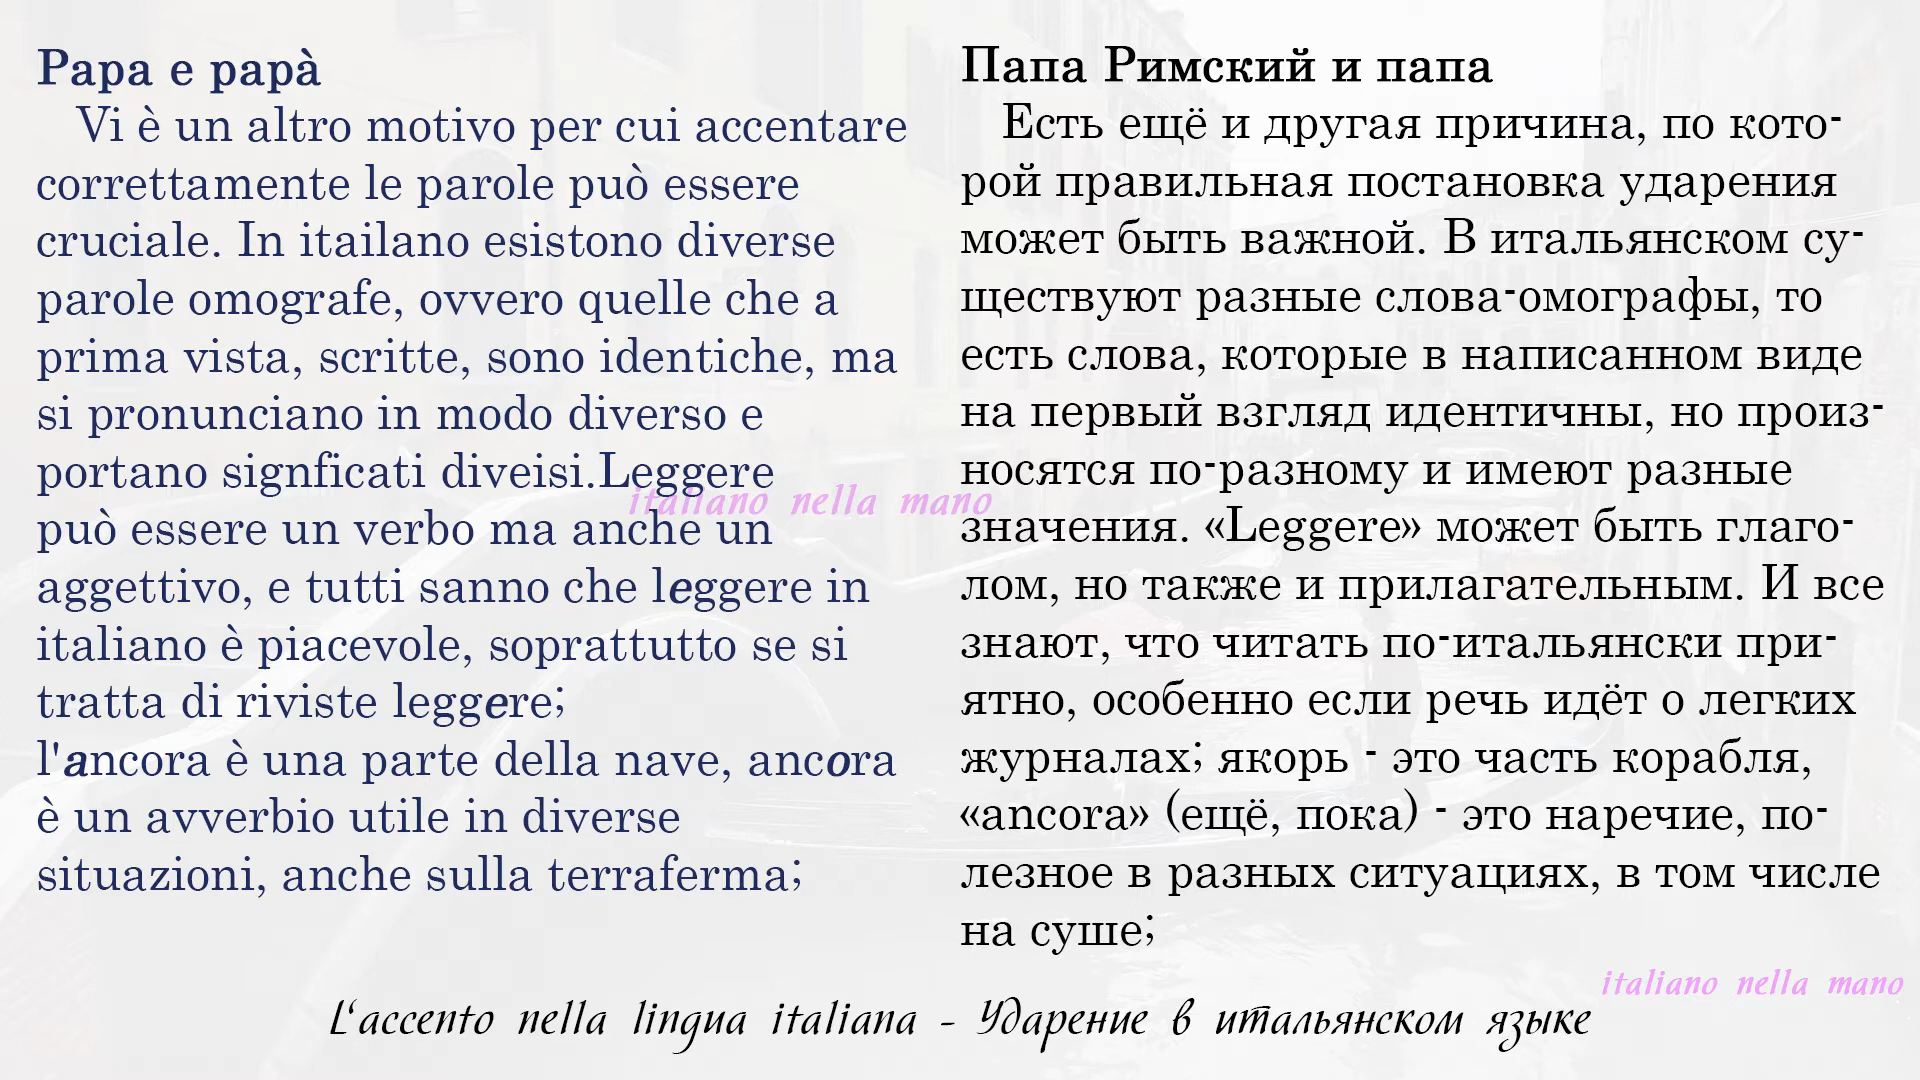 Papa e papà
Vi è un altro motivo per cui accentare
correttamente le parole può essere
cruciale. In itailano esistono diverse
parole omografe, ovvero quelle che a
prima vista, scritte, sono identiche, ma
si pronunciano in modo diverso e
portano signficati diveisi.Leggere
può essere un verbo ma anche un
aggettivo, e tutti sanno che leggere in
italiano è piacevole, soprattutto se si
tratta di riviste leggere;
l'ancora è una parte della nave, ancora
è un avverbio utile in diverse
situazioni, anche sulla terraferma;
italiano nella mano
Папа Римский и папа
Есть ещё и другая причина, по кото-
рой правильная постановка ударения
может быть важной. В итальянском су-
ществуют разные слова-омографы, то
есть слова, которые в написанном виде
на первый взгляд идентичны, но произ-
носятся по-разному и имеют разные
значения. «Leggere» может быть глаго-
лом, но также и прилагательным. И все
знают, что читать по-итальянски при-
ятно, особенно если речь идёт о легких
журналах; якорь - это часть корабля,
«ancora» (ещё, пока) - это наречие, по-
лезное в разных ситуациях, в том числе
на суше;
italiano nella mano
L'accento nella lingua italiana - Ударение в итальянском языке